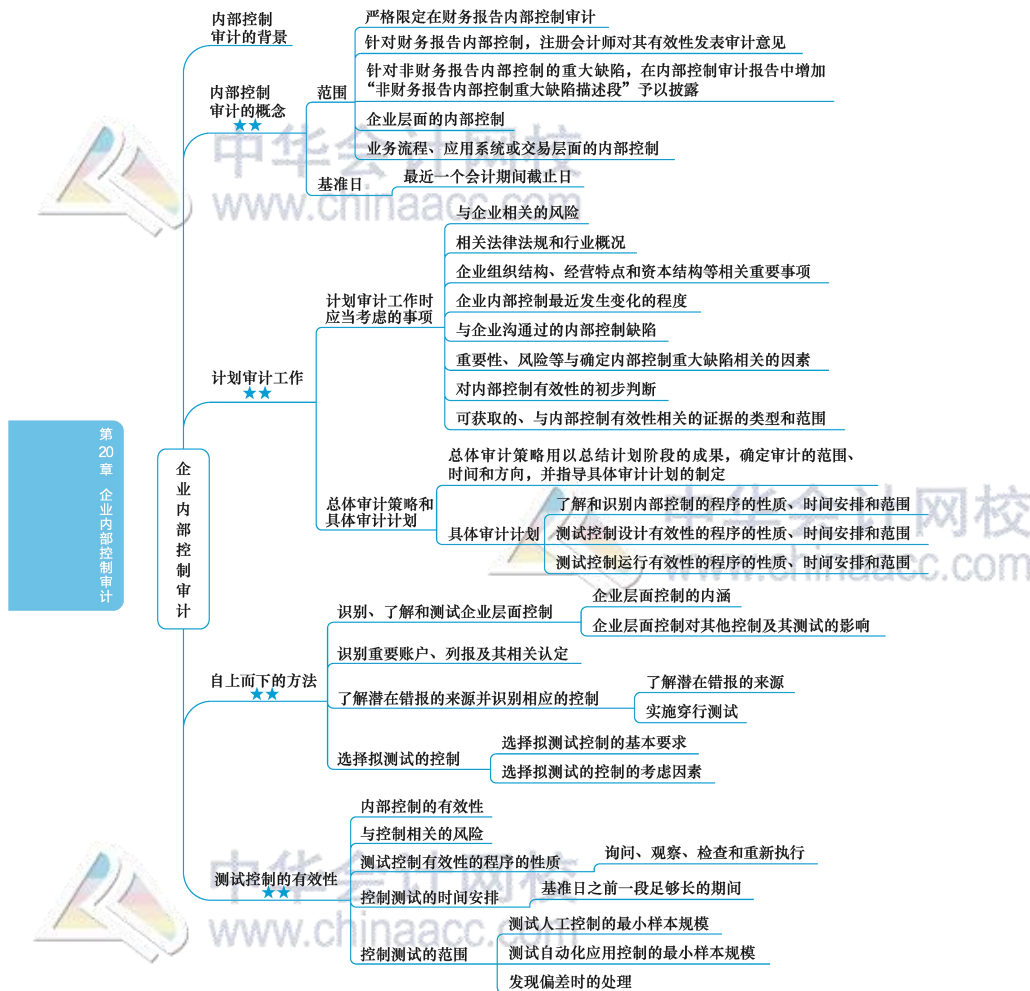 第20章 企业内部控制审计
企业内部控制审计
内部控制
审计的背景
内部控制
审计的概念
★★
范围
严格限定在财务报告内部控制审计
针对财务报告内部控制，注册会计师对其有效性发表审计意见
针对非财务报告内部控制的重大缺陷，在内部控制审计报告中增加
“非财务报告内部控制重大缺陷描述段”予以披露
企业层面的内部控制
业务流程、应用系统或交易层面的内部控制
基准日
最近一个会计期间截止日
计划审计工作
★★
计划审计工作时
应当考虑的事项
与企业相关的风险
相关法律法规和行业概况
企业组织结构、经营特点和资本结构等相关重要事项
企业内部控制最近发生变化的程度
与企业沟通过的内部控制缺陷
重要性、风险等与确定内部控制重大缺陷相关的因素
对内部控制有效性的初步判断
可获取的、与内部控制有效性相关的证据的类型和范围
总体审计策略和
具体审计计划
总体审计策略用以总结计划阶段的成果，确定审计的范围、
时间和方向，并指导具体审计计划的制定
具体审计计划
了解和识别内部控制的程序的性质、时间安排和范围
测试控制设计有效性的程序的性质、时间安排和范围
测试控制运行有效性的程序的性质、时间安排和范围
自上而下的方法
★★
识别、了解和测试企业层面控制
企业层面控制的内涵
企业层面控制对其他控制及其测试的影响
识别重要账户、列报及其相关认定
了解潜在错报的来源并识别相应的控制
了解潜在错报的来源
实施穿行测试
选择拟测试的控制
选择拟测试控制的基本要求
选择拟测试的控制的考虑因素
测试控制的有效性
★★
内部控制的有效性
与控制相关的风险
测试控制有效性的程序的性质
询问、观察、检查和重新执行
控制测试的时间安排
基准日之前一段足够长的期间
控制测试的范围
测试人工控制的最小样本规模
测试自动化应用控制的最小样本规模
发现偏差时的处理
中华会计网校
www.chinaacc.com
中华会计网校
www.chinaacc.com
中华会计网校
www.chinaacc.com